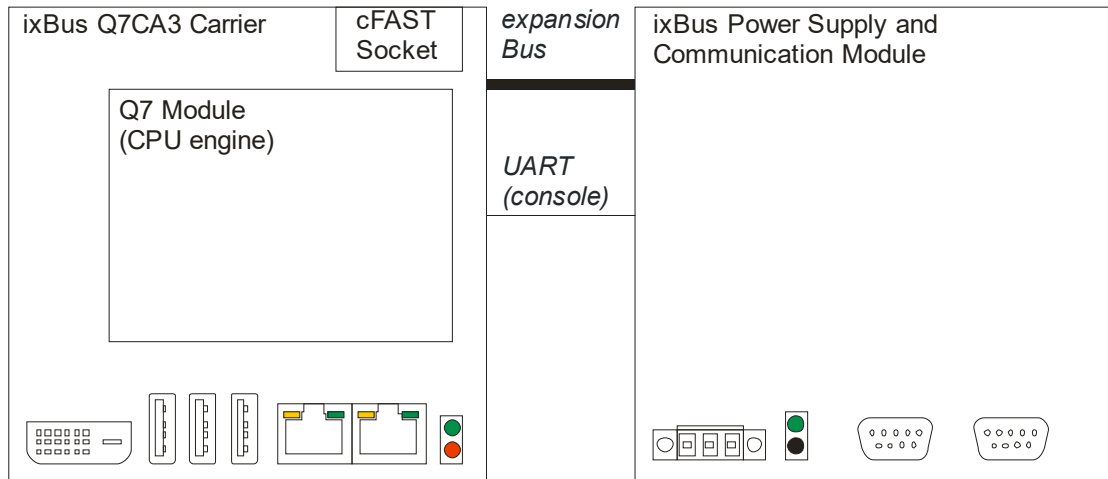 ixBus Q7CA3 Carrier
cFAST
Socket
Q7 Module
(CPU engine)
expansion
Bus
UART
(console)
ixBus Power Supply and
Communication Module